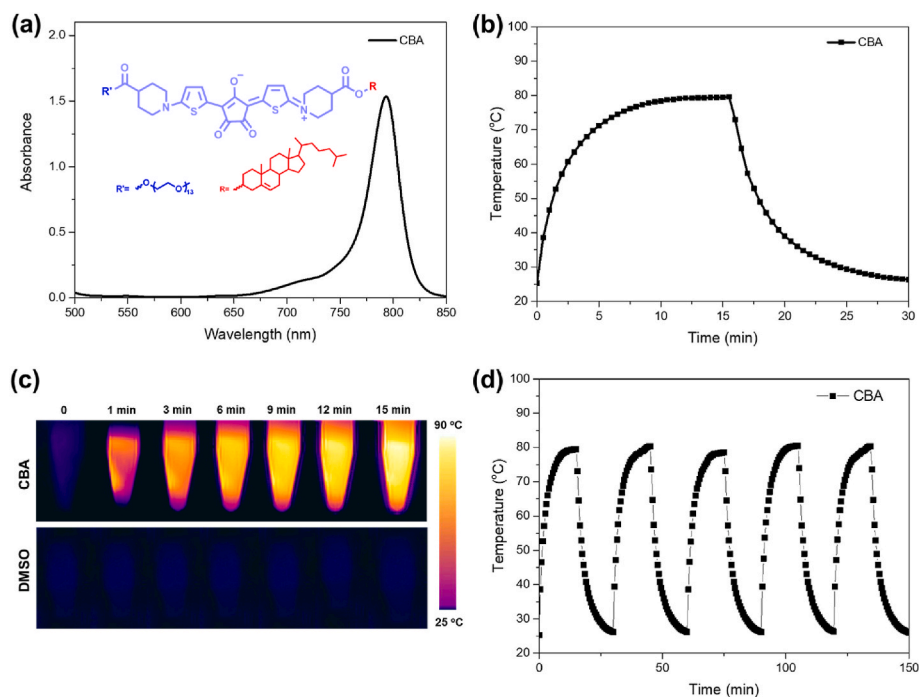 (a)
CBA
2.0
1.5
1.0
0.5
0.0
Absorbance
500 550 600 650 700 750 800 850
Wavelength (nm)
O
R'
N
S
O⁻
O
O
S
N
+
O
O
R
R'= O O 13
R=
(b)
CBA
100
90
80
70
60
50
40
30
20
Temperature (°C)
0 5 10 15 20 25 30
Time (min)
(c)
0 1 min 3 min 6 min 9 min 12 min 15 min
CBA
DMSO
90 °C
25 °C
(d)
CBA
100
90
80
70
60
50
40
30
20
Temperature (°C)
0 50 100 150
Time (min)